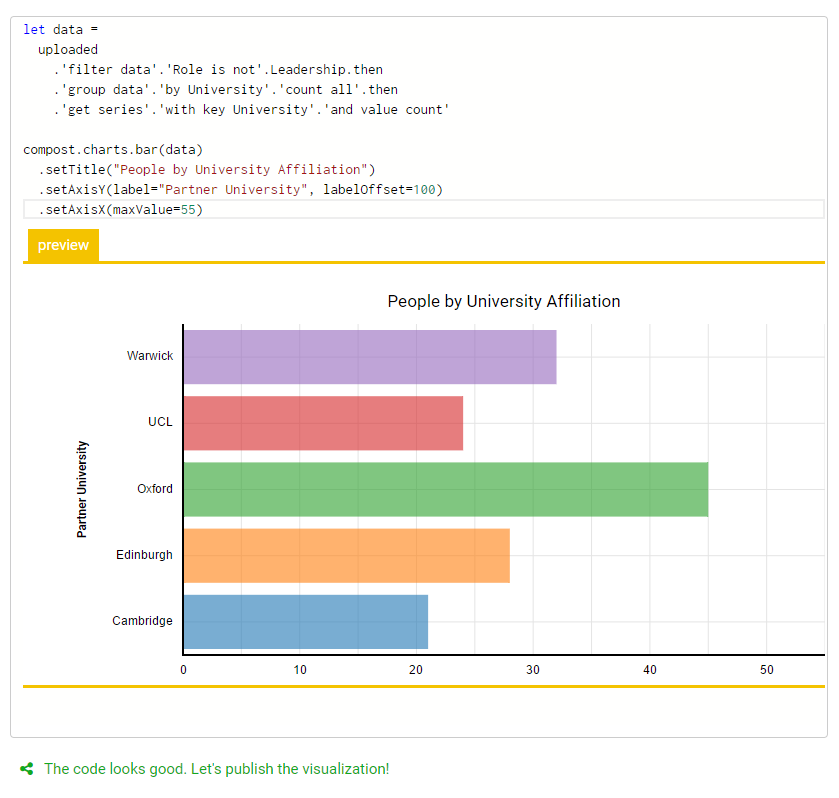 let data =
  uploaded
    .'filter data'.'Role is not'.Leadership.then
    .'group data'.'by University'.'count all'.then
    .'get series'.'with key University'.'and value count'
compost.charts.bar(data)
  .setTitle("People by University Affiliation")
  .setAxisY(label="Partner University", labelOffset=100)
  .setAxisX(maxValue=55)
preview
People by University Affiliation
Partner University
Warwick
UCL
Oxford
Edinburgh
Cambridge
0 10 20 30 40 50
The code looks good. Let's publish the visualization!